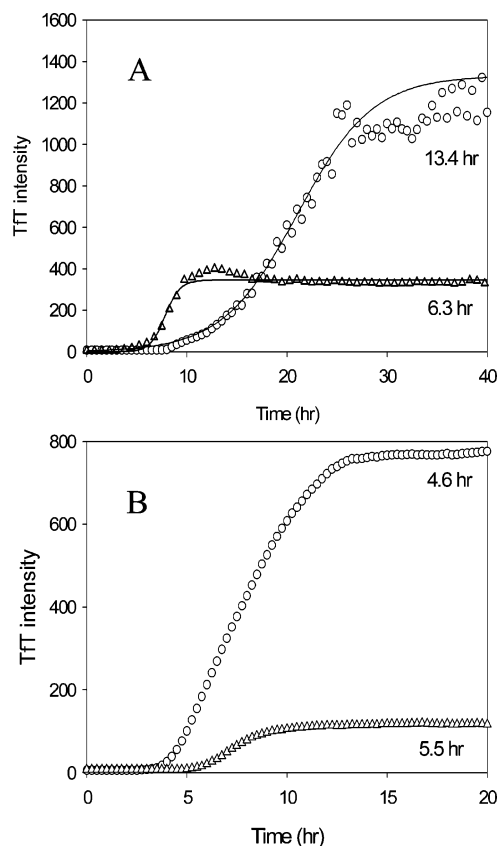 1600
A
1400
1200
1000
800
600
400
200
0
TfT intensity
13.4 hr
6.3 hr
0 10 20 30 40
Time (hr)
800
B
600
400
200
0
TfT intensity
4.6 hr
5.5 hr
0 5 10 15 20
Time (hr)